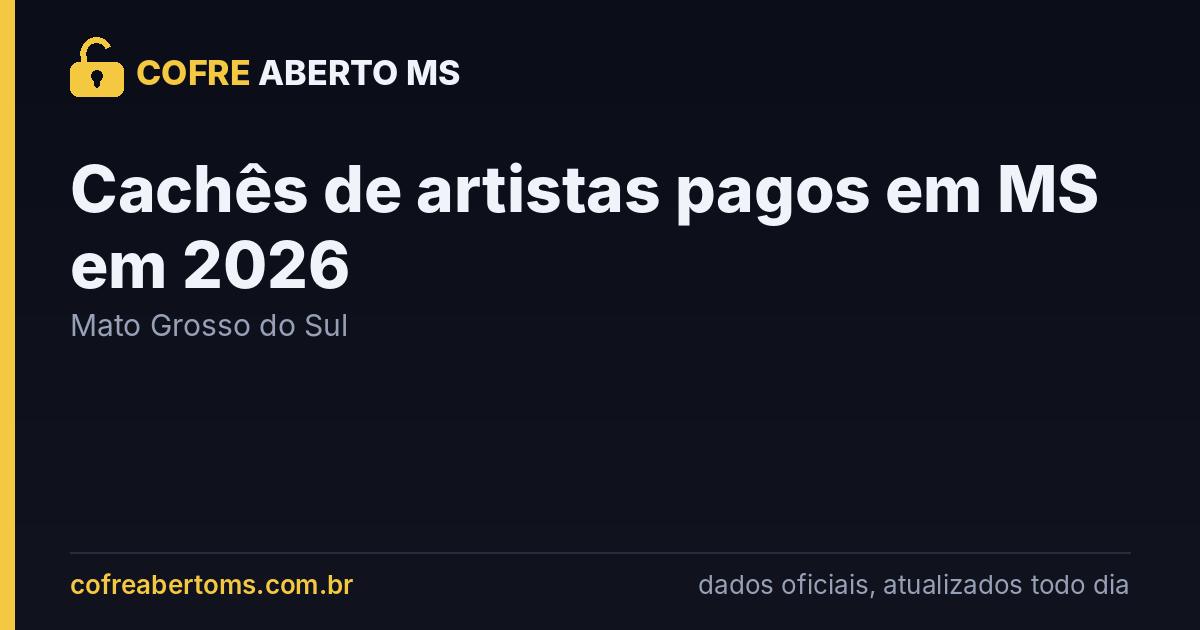 COFRE ABERTO MS
Cachês de artistas pagos em MS
em 2026
Mato Grosso do Sul
cofreabertoms.com.br
dados oficiais, atualizados todo dia